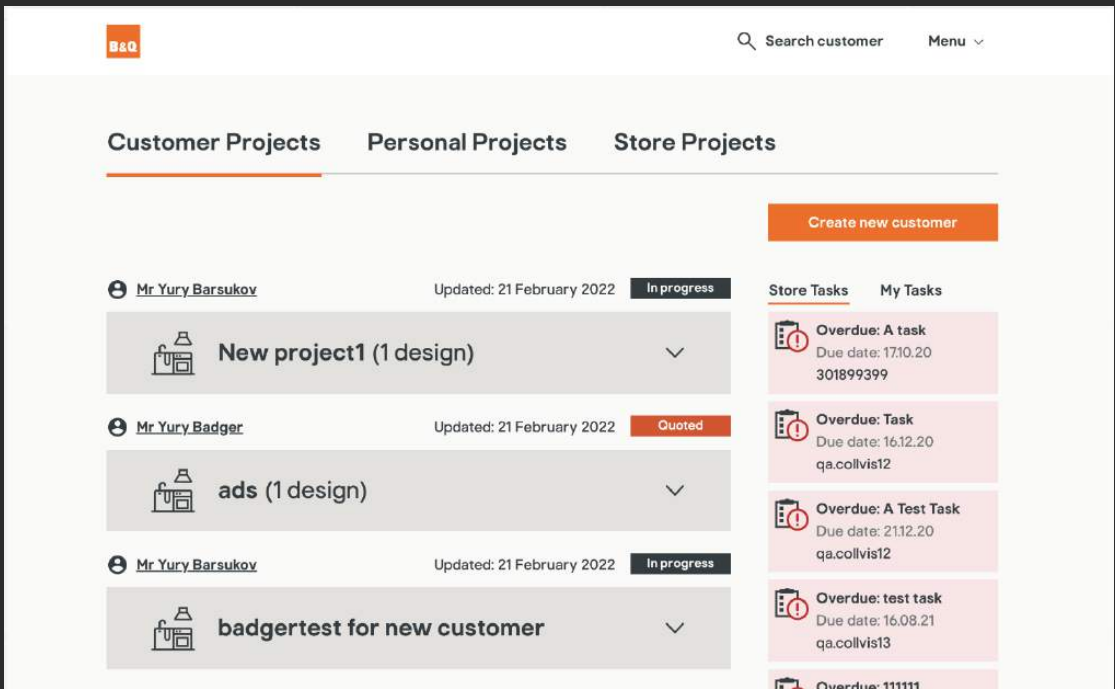 B&Q
Search customer
Menu
Customer Projects
Personal Projects
Store Projects
Create new customer
Mr Yury Barsukov
Updated: 21 February 2022
In progress
New project1 (1 design)
Mr Yury Badger
Updated: 21 February 2022
Quoted
ads (1 design)
Mr Yury Barsukov
Updated: 21 February 2022
In progress
badgertest for new customer
Store Tasks
My Tasks
Overdue: A task
Due date: 17.10.20
301899399
Overdue: Task
Due date: 16.12.20
qa.collvis12
Overdue: A Test Task
Due date: 21.12.20
qa.collvis12
Overdue: test task
Due date: 16.08.21
qa.collvis13
Overdue: 111111